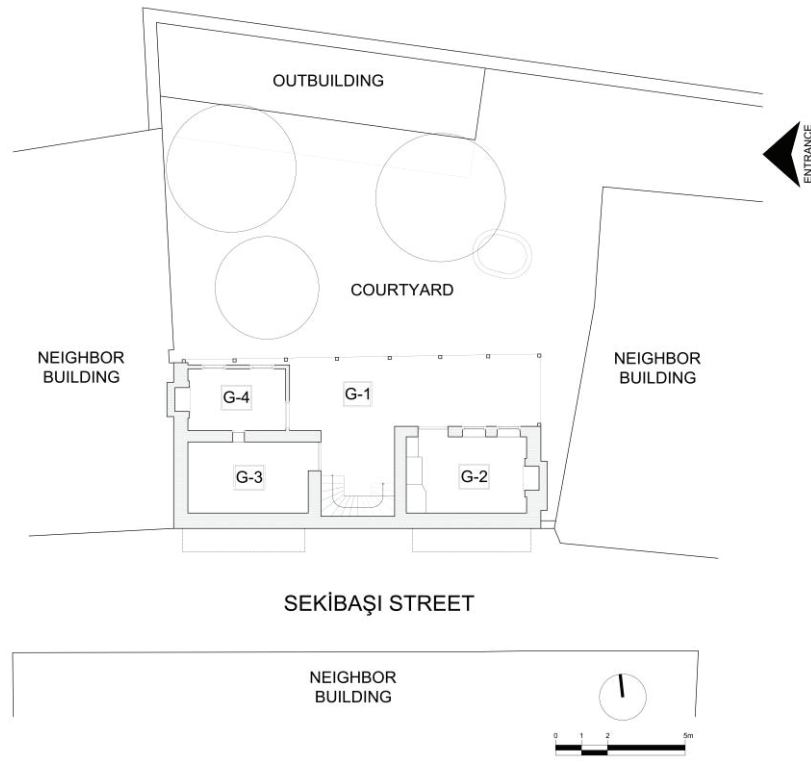 OUTBUILDING
ENTRANCE
COURTYARD
NEIGHBOR
BUILDING
NEIGHBOR
BUILDING
G-4
G-1
G-3
G-2
SEKİBAŞI STREET
NEIGHBOR
BUILDING
0 1 2 5m